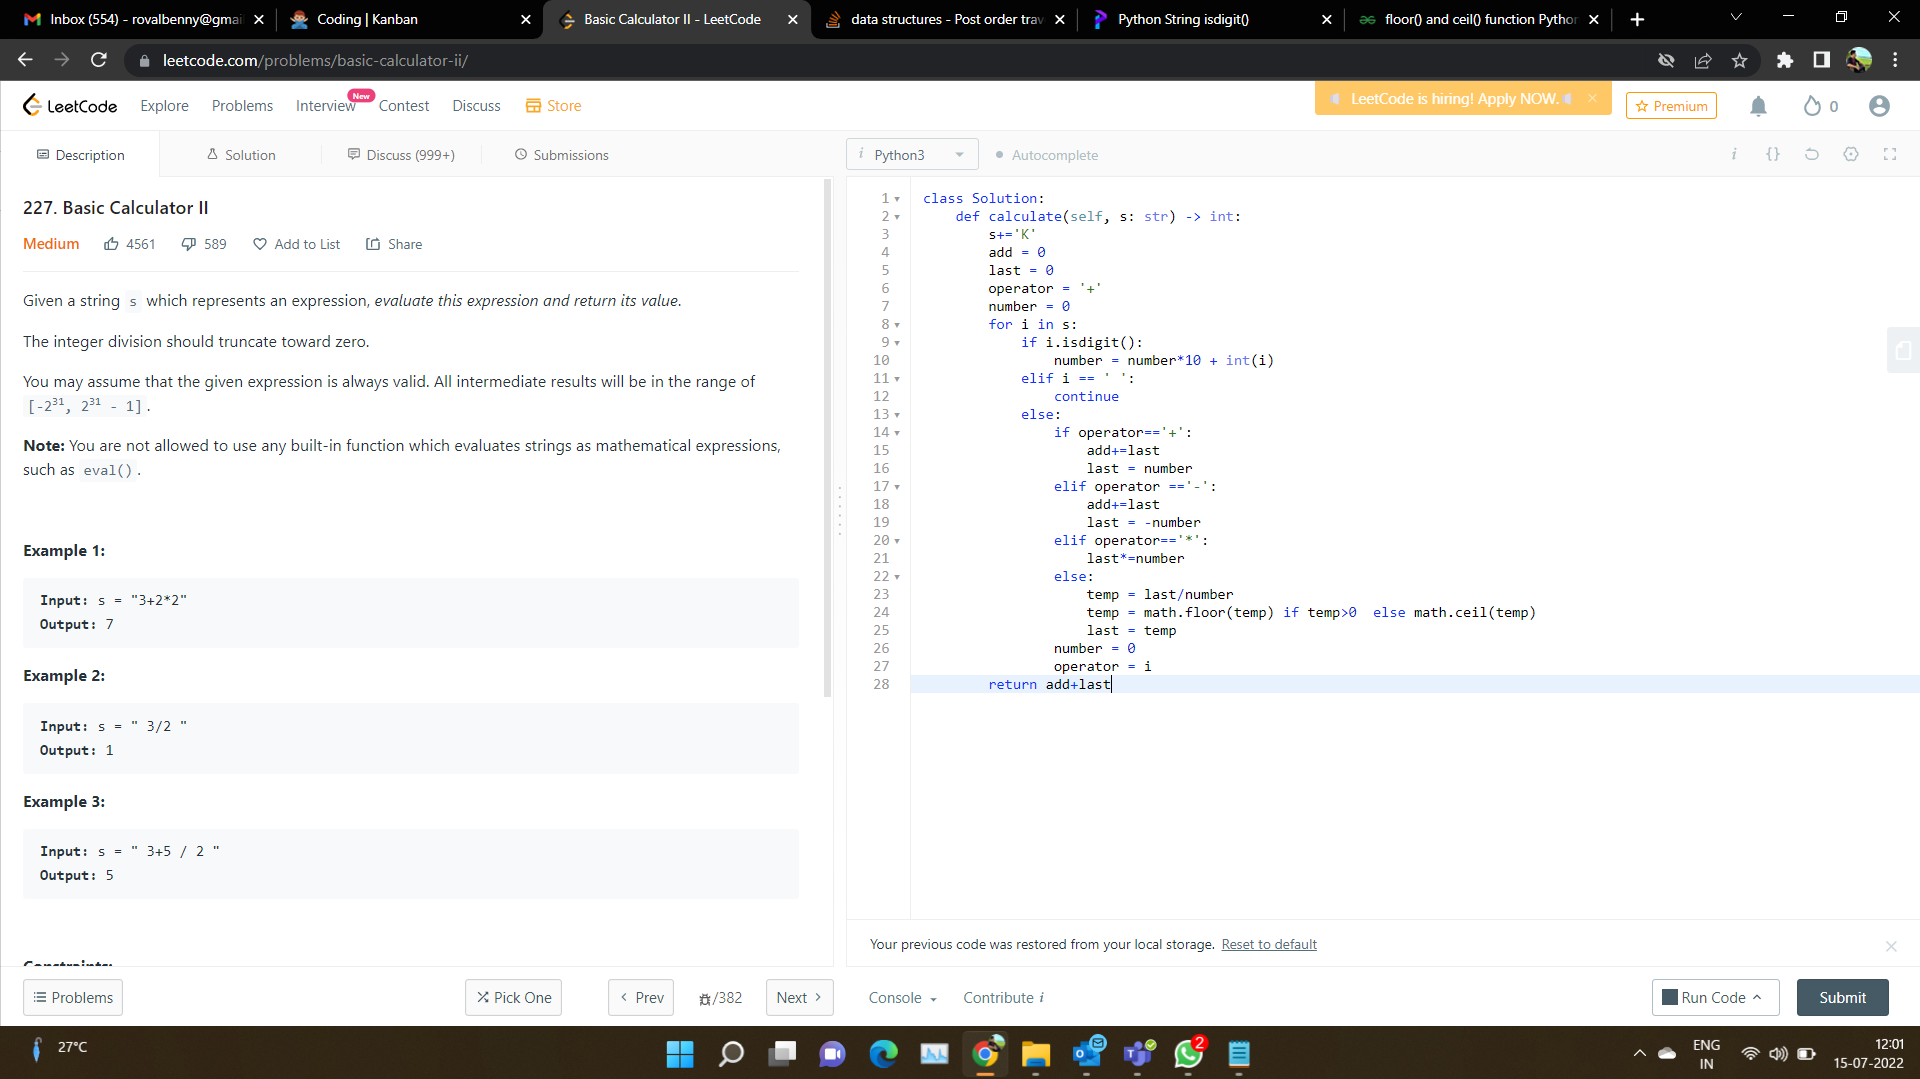 Inbox (554) - rovalbenny@gmai
Coding | Kanban
Basic Calculator II - LeetCode
data structures - Post order trav
Python String isdigit()
floor() and ceil() function Python
leetcode.com/problems/basic-calculator-ii/
LeetCode Explore Problems Interview New Contest Discuss Store
LeetCode is hiring! Apply NOW.
Premium
0
Description Solution Discuss (999+) Submissions
i Python3 Autocomplete
i {}
227. Basic Calculator II
Medium 4561 589 Add to List Share
Given a string s which represents an expression, evaluate this expression and return its value.
The integer division should truncate toward zero.
You may assume that the given expression is always valid. All intermediate results will be in the range of
[-2³¹, 2³¹ - 1].
Note: You are not allowed to use any built-in function which evaluates strings as mathematical expressions,
such as eval().
Example 1:
Input: s = "3+2*2"
Output: 7
Example 2:
Input: s = " 3/2 "
Output: 1
Example 3:
Input: s = " 3+5 / 2 "
Output: 5
Constraints:
1 class Solution:
2     def calculate(self, s: str) -> int:
3         s+='K'
4         add = 0
5         last = 0
6         operator = '+'
7         number = 0
8         for i in s:
9             if i.isdigit():
10                 number = number*10 + int(i)
11             elif i == ' ':
12                 continue
13             else:
14                 if operator=='+':
15                     add+=last
16                     last = number
17                 elif operator =='-':
18                     add+=last
19                     last = -number
20                 elif operator=='*':
21                     last*=number
22                 else:
23                     temp = last/number
24                     temp = math.floor(temp) if temp>0  else math.ceil(temp)
25                     last = temp
26                 number = 0
27                 operator = i
28         return add+last
Your previous code was restored from your local storage. Reset to default
Problems Pick One Prev /382 Next Console Contribute i Run Code Submit
27°C
2
ENG
IN
12:01
15-07-2022